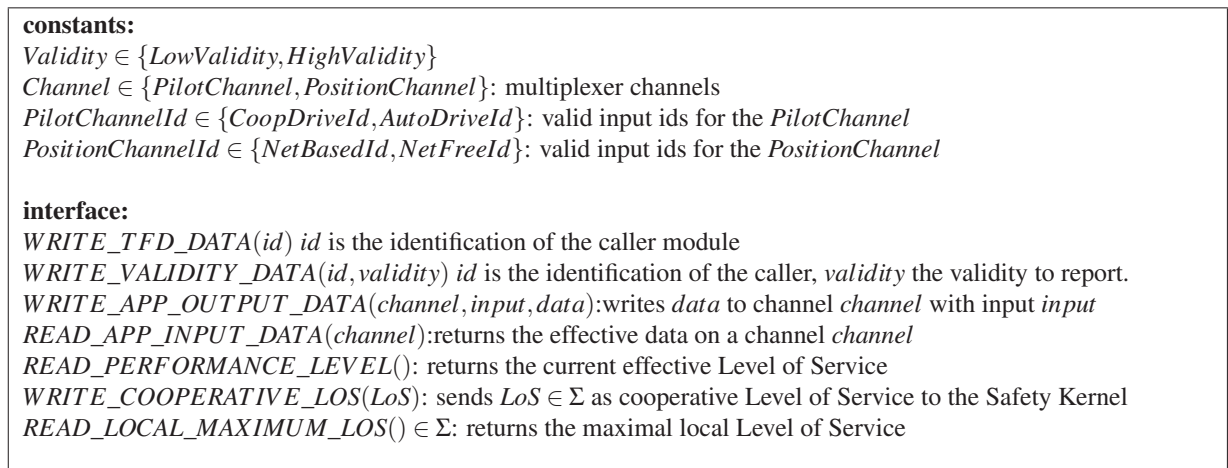 constants:
Validity ∈ {LowValidity,HighValidity}
Channel ∈ {PilotChannel,PositionChannel}: multiplexer channels
PilotChannelId ∈ {CoopDriveId,AutoDriveId}: valid input ids for the PilotChannel
PositionChannelId ∈ {NetBasedId,NetFreeId}: valid input ids for the PositionChannel
interface:
WRITE_TFD_DATA(id) id is the identification of the caller module
WRITE_VALIDITY_DATA(id,validity) id is the identification of the caller, validity the validity to report.
WRITE_APP_OUTPUT_DATA(channel,input,data):writes data to channel channel with input input
READ_APP_INPUT_DATA(channel):returns the effective data on a channel channel
READ_PERFORMANCE_LEVEL(): returns the current effective Level of Service
WRITE_COOPERATIVE_LOS(LoS): sends LoS ∈ Σ as cooperative Level of Service to the Safety Kernel
READ_LOCAL_MAXIMUM_LOS() ∈ Σ: returns the maximal local Level of Service